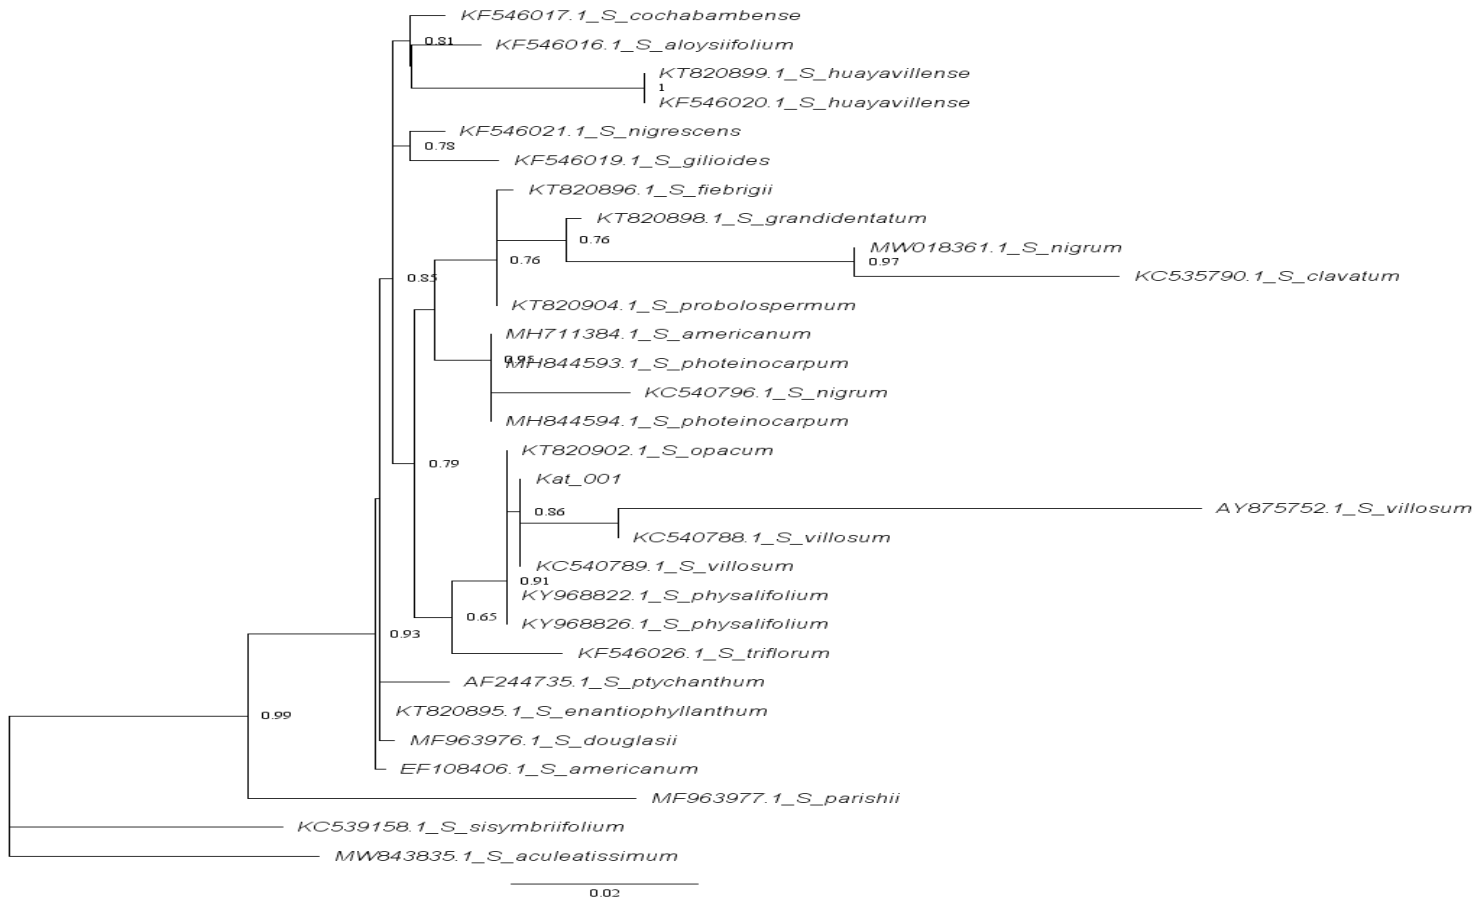 KF546017.1_S_cochabambense
0.81
KF546016.1_S_aloysiifolium
KT820899.1_S_huayavillense
1
KF546020.1_S_huayavillense
KF546021.1_S_nigrescens
0.78
KF546019.1_S_gilioides
KT820896.1_S_fiebrigii
KT820898.1_S_grandidentatum
0.76
MW018361.1_S_nigrum
0.97
0.76
KC535790.1_S_clavatum
0.85
KT820904.1_S_probolospermum
MH711384.1_S_americanum
0.95
MH844593.1_S_photeinocarpum
KC540796.1_S_nigrum
MH844594.1_S_photeinocarpum
KT820902.1_S_opacum
0.79
Kat_001
0.86
AY875752.1_S_villosum
KC540788.1_S_villosum
KC540789.1_S_villosum
0.91
KY968822.1_S_physalifolium
0.65
KY968826.1_S_physalifolium
0.93
KF546026.1_S_triflorum
AF244735.1_S_ptychanthum
0.99
KT820895.1_S_enantiophyllanthum
MF963976.1_S_douglasii
EF108406.1_S_americanum
MF963977.1_S_parishii
KC539158.1_S_sisymbriifolium
MW843835.1_S_aculeatissimum
0.02